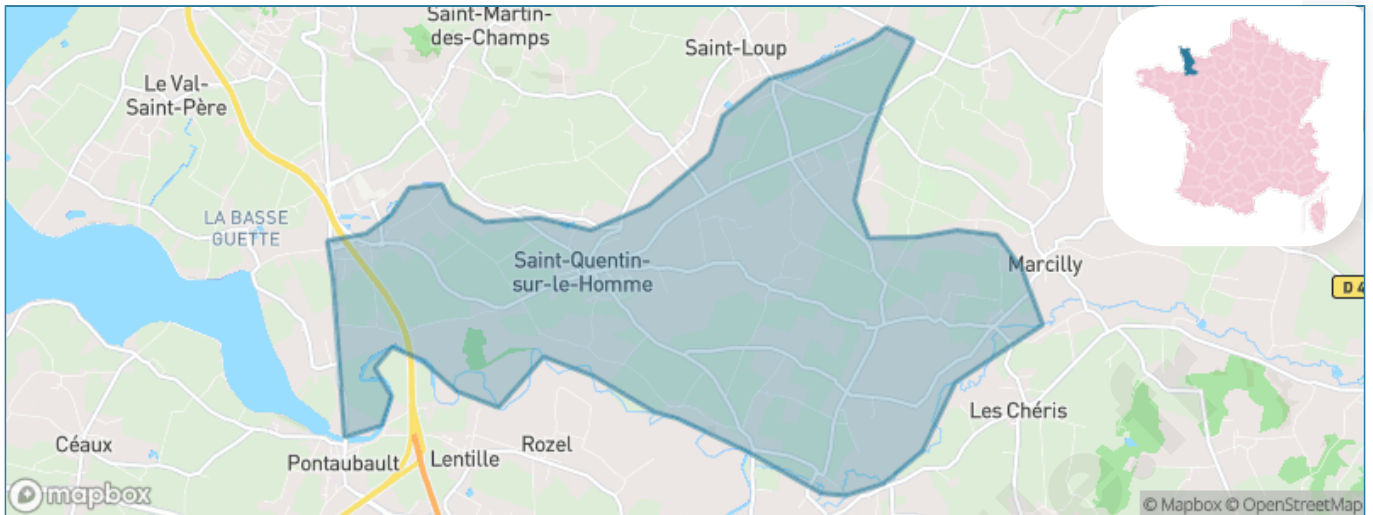 Saint-Martin-
des-Champs
Saint-Loup
Le Val-
Saint-Père
LA BASSE
GUETTE
Saint-Quentin-
sur-le-Homme
Marcilly
D 4
Les Chéris
Céaux
Rozel
Pontaubault
Lentille
mapbox
© Mapbox © OpenStreetMap